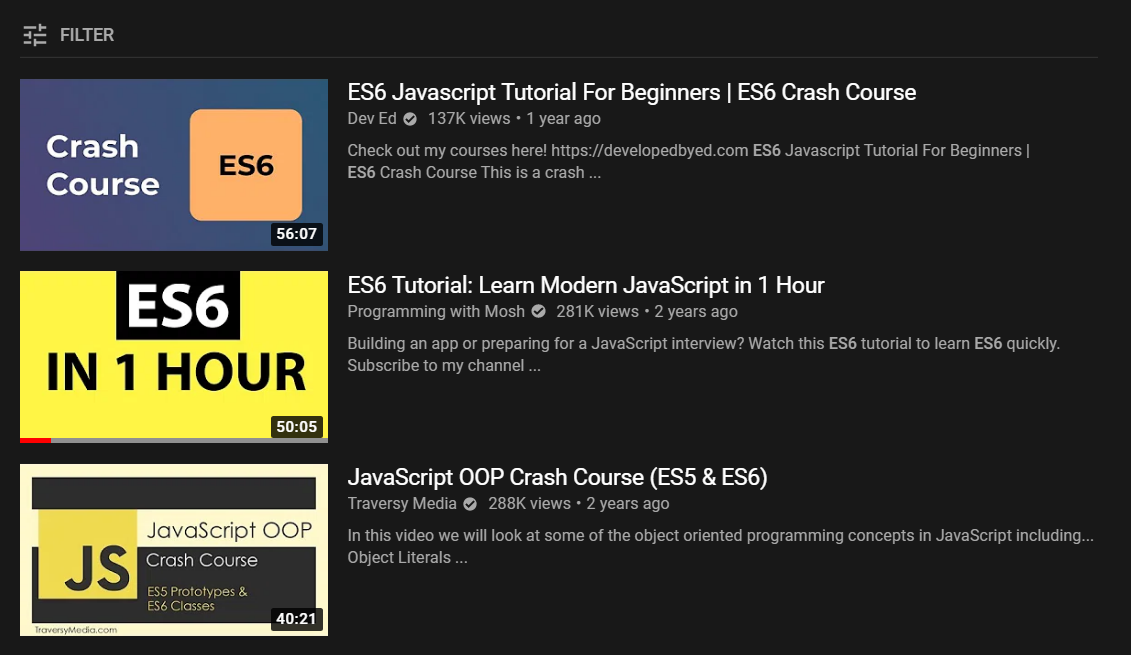 FILTER
Crash
Course
ES6
56:07
ES6 Javascript Tutorial For Beginners | ES6 Crash Course
Dev Ed 137K views • 1 year ago
Check out my courses here! https://developedbyed.com ES6 Javascript Tutorial For Beginners |
ES6 Crash Course This is a crash ...
ES6
IN 1 HOUR
50:05
ES6 Tutorial: Learn Modern JavaScript in 1 Hour
Programming with Mosh 281K views • 2 years ago
Building an app or preparing for a JavaScript interview? Watch this ES6 tutorial to learn ES6 quickly.
Subscribe to my channel ...
JavaScript OOP
JS
Crash Course
ES5 Prototypes &
ES6 Classes
40:21
TraversyMedia.com
JavaScript OOP Crash Course (ES5 & ES6)
Traversy Media 288K views • 2 years ago
In this video we will look at some of the object oriented programming concepts in JavaScript including...
Object Literals ...